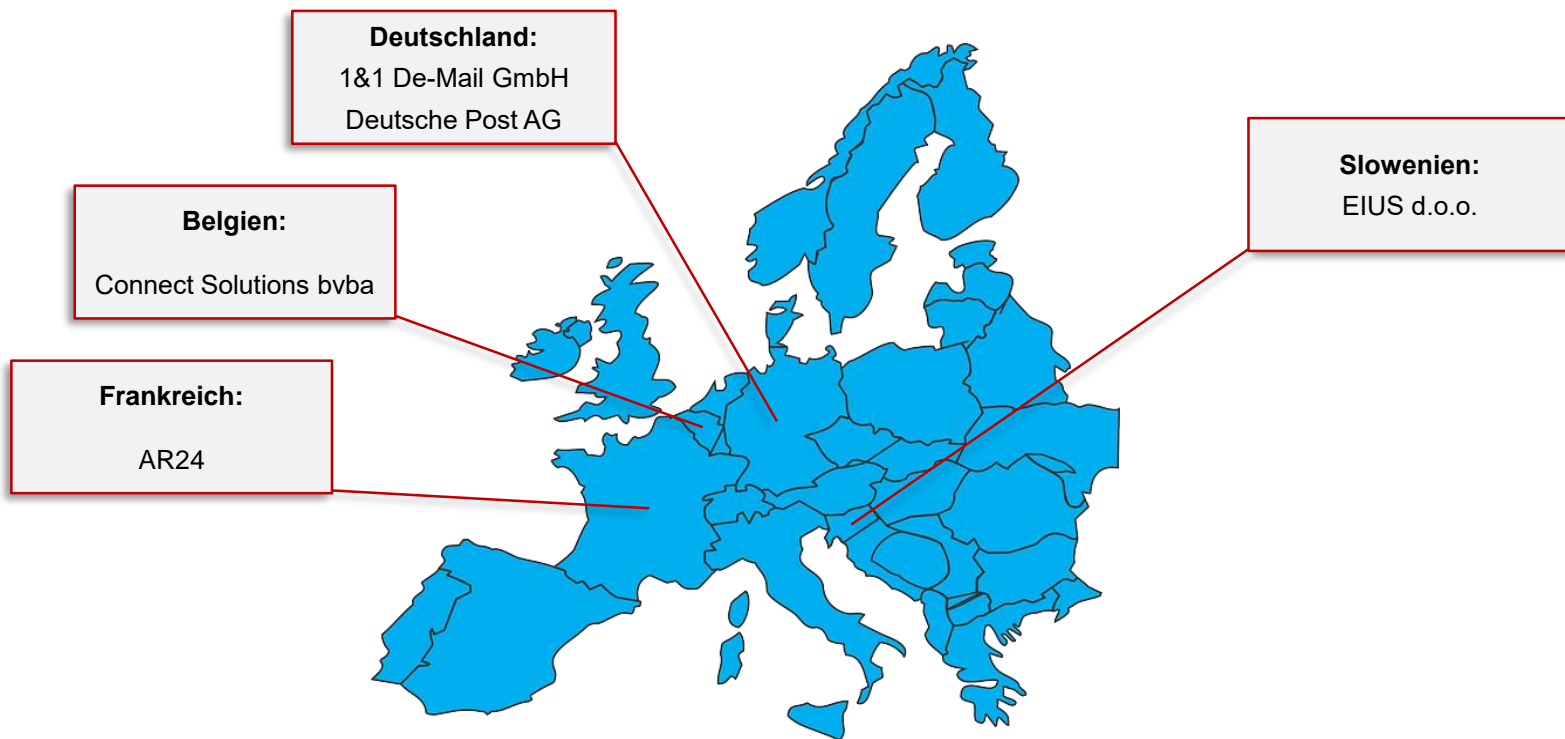 Deutschland:
1&1 De-Mail GmbH
Deutsche Post AG
Belgien:
Connect Solutions bvba
Frankreich:
AR24
Slowenien:
EIUS d.o.o.